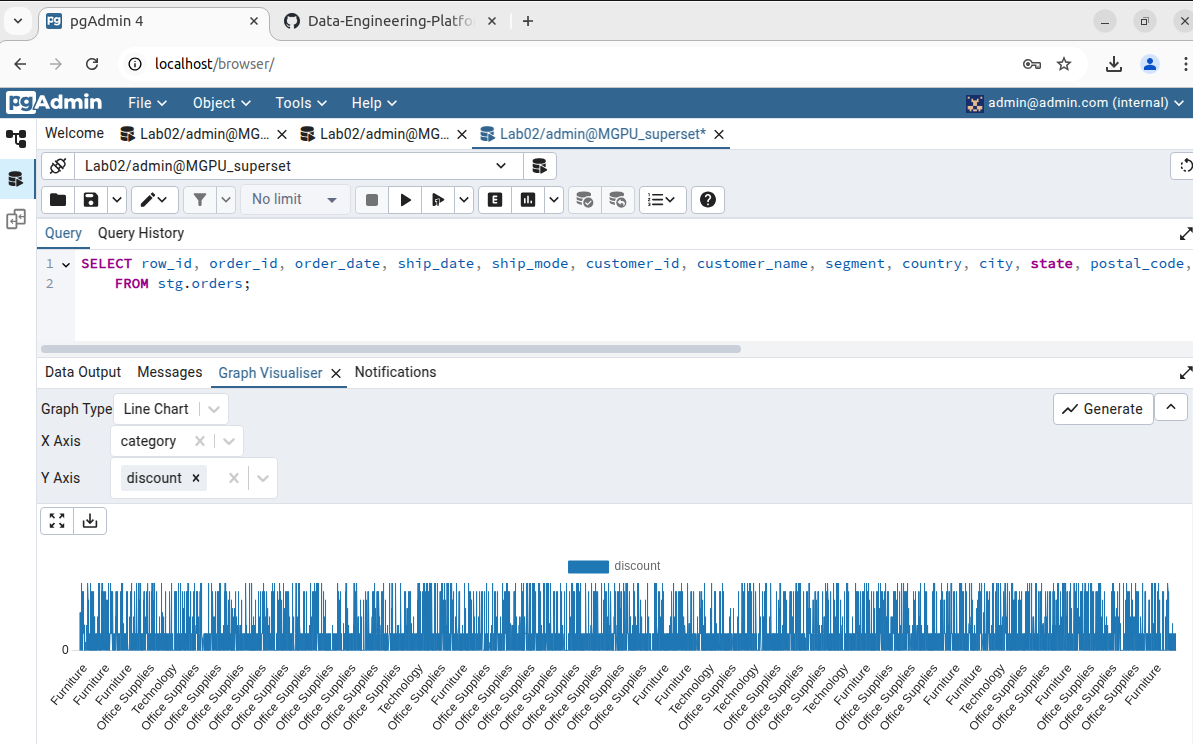 pgAdmin 4
Data-Engineering-Platfo
localhost/browser/
pgAdmin File Object Tools Help admin@admin.com (internal)
Welcome Lab02/admin@MG... Lab02/admin@MG... Lab02/admin@MGPU_superset*
Lab02/admin@MGPU_superset
No limit
E
Query Query History
1 SELECT row_id, order_id, order_date, ship_date, ship_mode, customer_id, customer_name, segment, country, city, state, postal_code,
2 FROM stg.orders;
Data Output Messages Graph Visualiser Notifications
Graph Type Line Chart Generate
X Axis category
Y Axis discount
discount
0
Furniture
Furniture
Furniture
Office Supplies
Technology
Office Supplies
Office Supplies
Office Supplies
Office Supplies
Office Supplies
Office Supplies
Office Supplies
Office Supplies
Office Supplies
Office Supplies
Technology
Office Supplies
Furniture
Office Supplies
Office Supplies
Office Supplies
Office Supplies
Office Supplies
Office Supplies
Office Supplies
Furniture
Furniture
Technology
Office Supplies
Technology
Office Supplies
Office Supplies
Office Supplies
Technology
Furniture
Office Supplies
Office Supplies
Office Supplies
Furniture
Furniture
Technology
Office Supplies
Office Supplies
Furniture
Office Supplies
Office Supplies
Office Supplies
Furniture